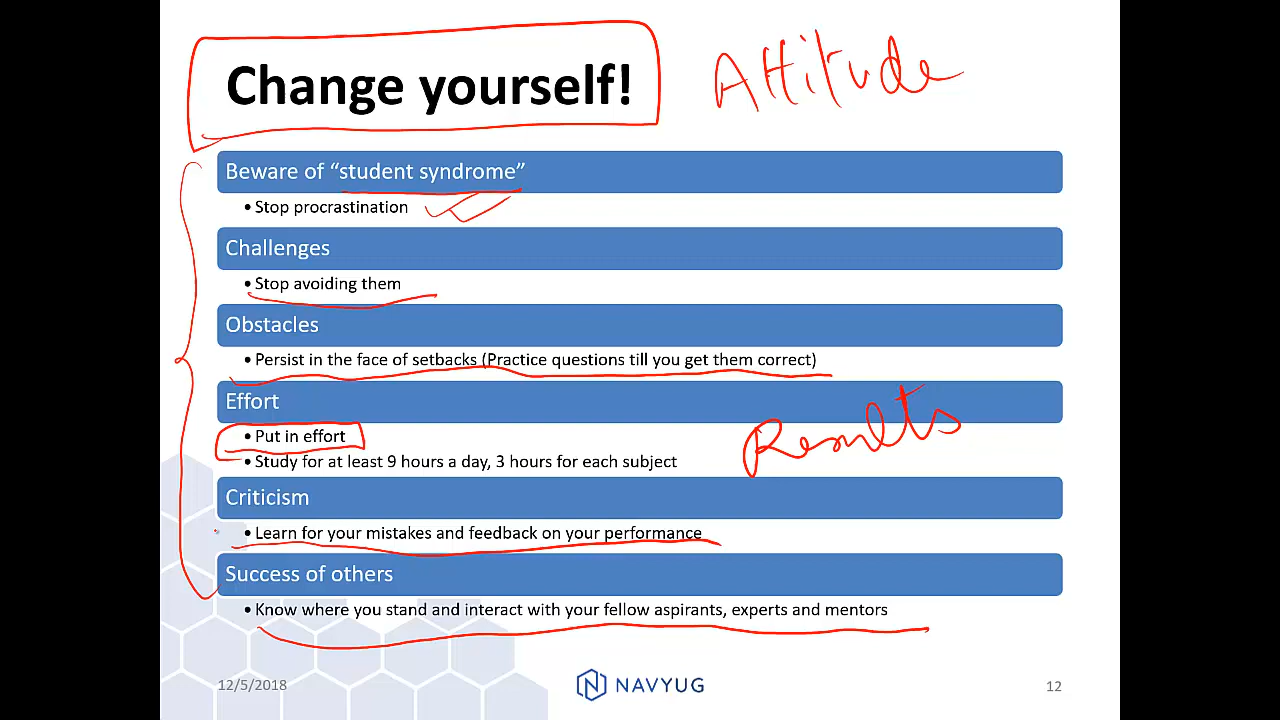 Change yourself!
Attitude
Beware of “student syndrome”
• Stop procrastination
Challenges
• Stop avoiding them
Obstacles
• Persist in the face of setbacks (Practice questions till you get them correct)
Effort
• Put in effort
Results
• Study for at least 9 hours a day, 3 hours for each subject
Criticism
• Learn for your mistakes and feedback on your performance
Success of others
• Know where you stand and interact with your fellow aspirants, experts and mentors
12/5/2018
NAVYUG
12